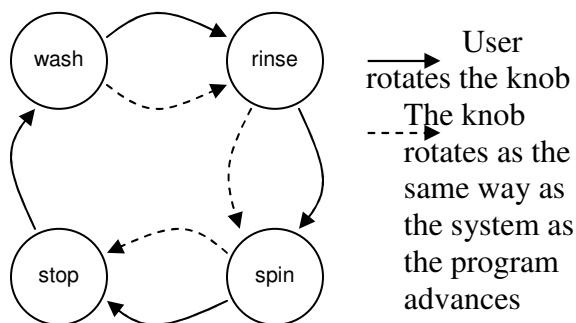 wash
rinse
stop
spin
User
rotates the knob
The knob
rotates as the
same way as
the system as
the program
advances